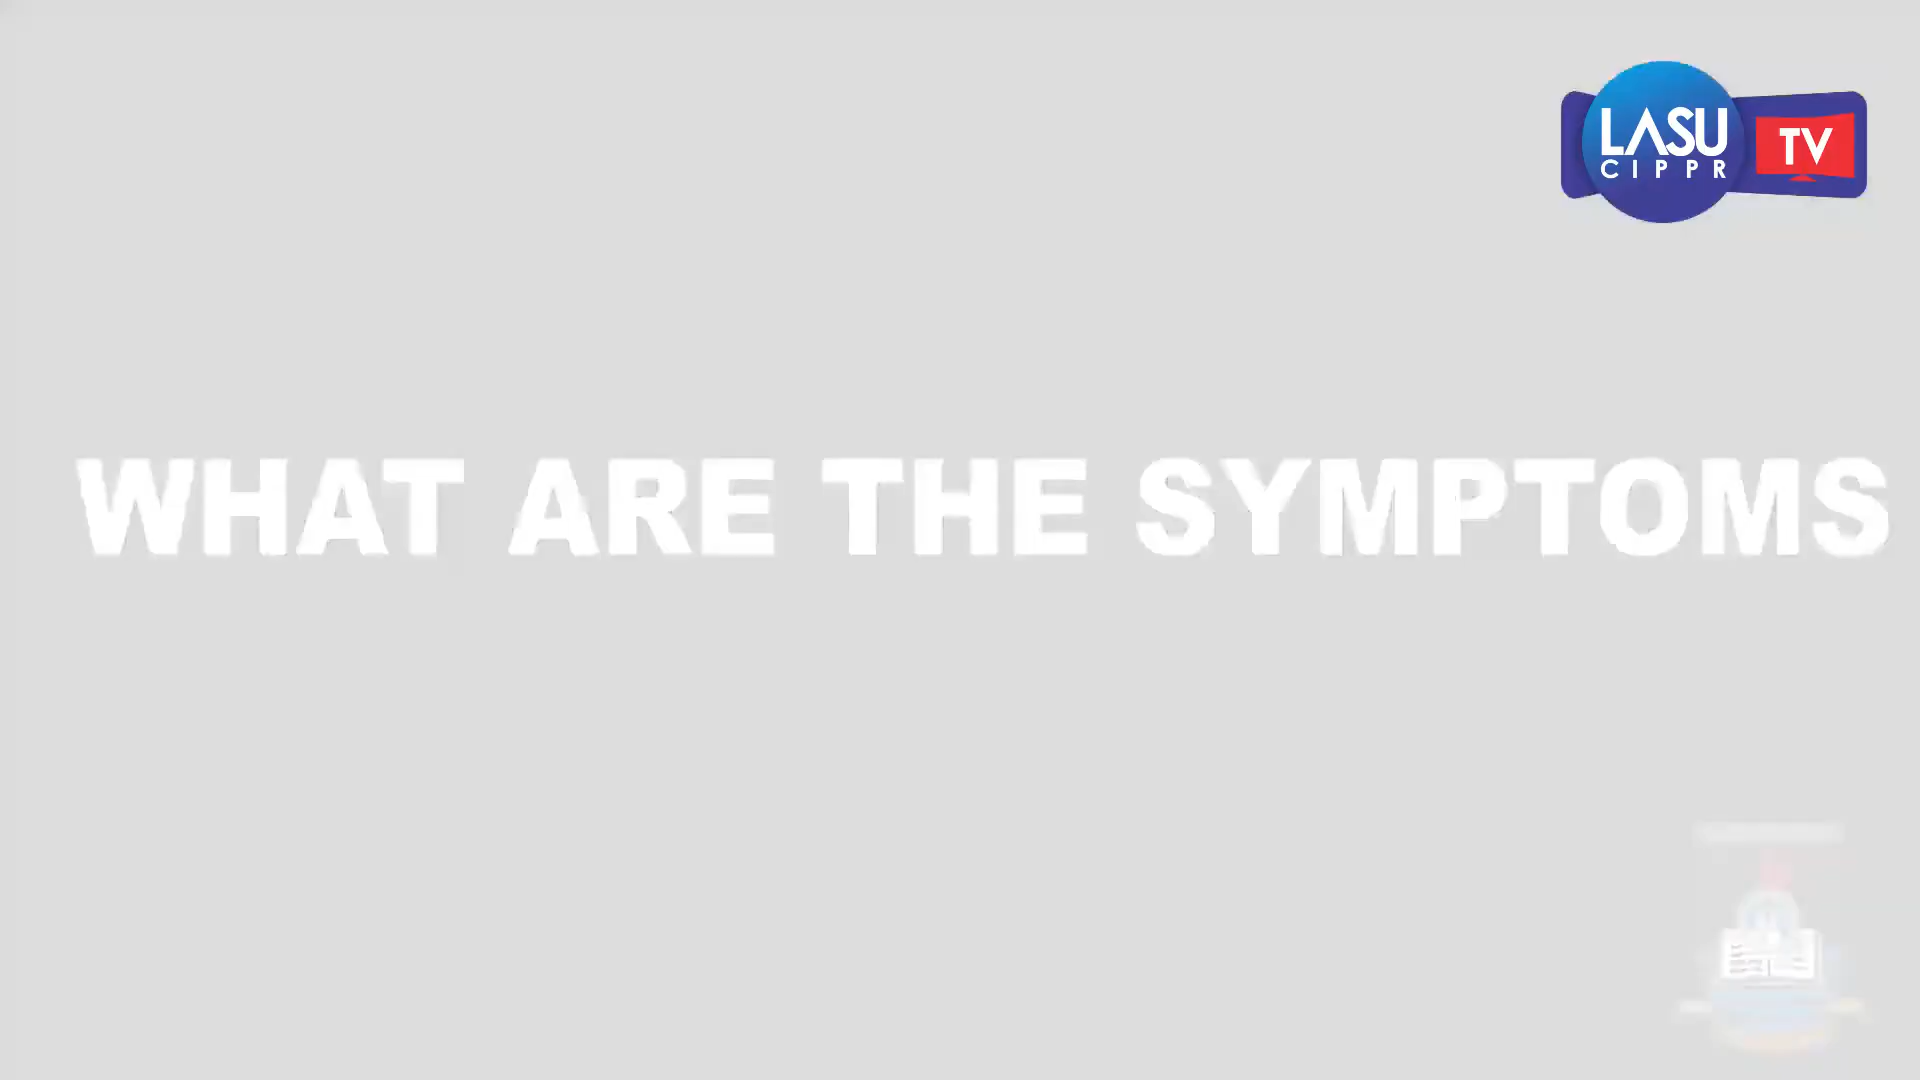 LASU
CIPPR
TV
WHAT ARE THE SYMPTOMS